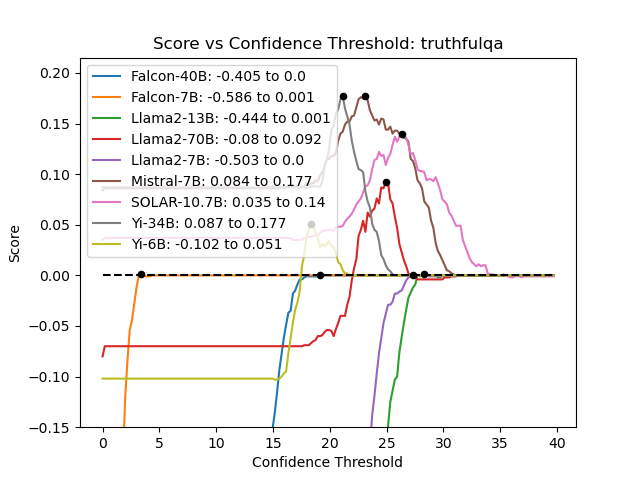 Score vs Confidence Threshold: truthfulqa
Falcon-40B: -0.405 to 0.0
Falcon-7B: -0.586 to 0.001
Llama2-13B: -0.444 to 0.001
Llama2-70B: -0.08 to 0.092
Llama2-7B: -0.503 to 0.0
Mistral-7B: 0.084 to 0.177
SOLAR-10.7B: 0.035 to 0.14
Yi-34B: 0.087 to 0.177
Yi-6B: -0.102 to 0.051
Score
0.20
0.15
0.10
0.05
0.00
−0.05
−0.10
−0.15
0 5 10 15 20 25 30 35 40
Confidence Threshold